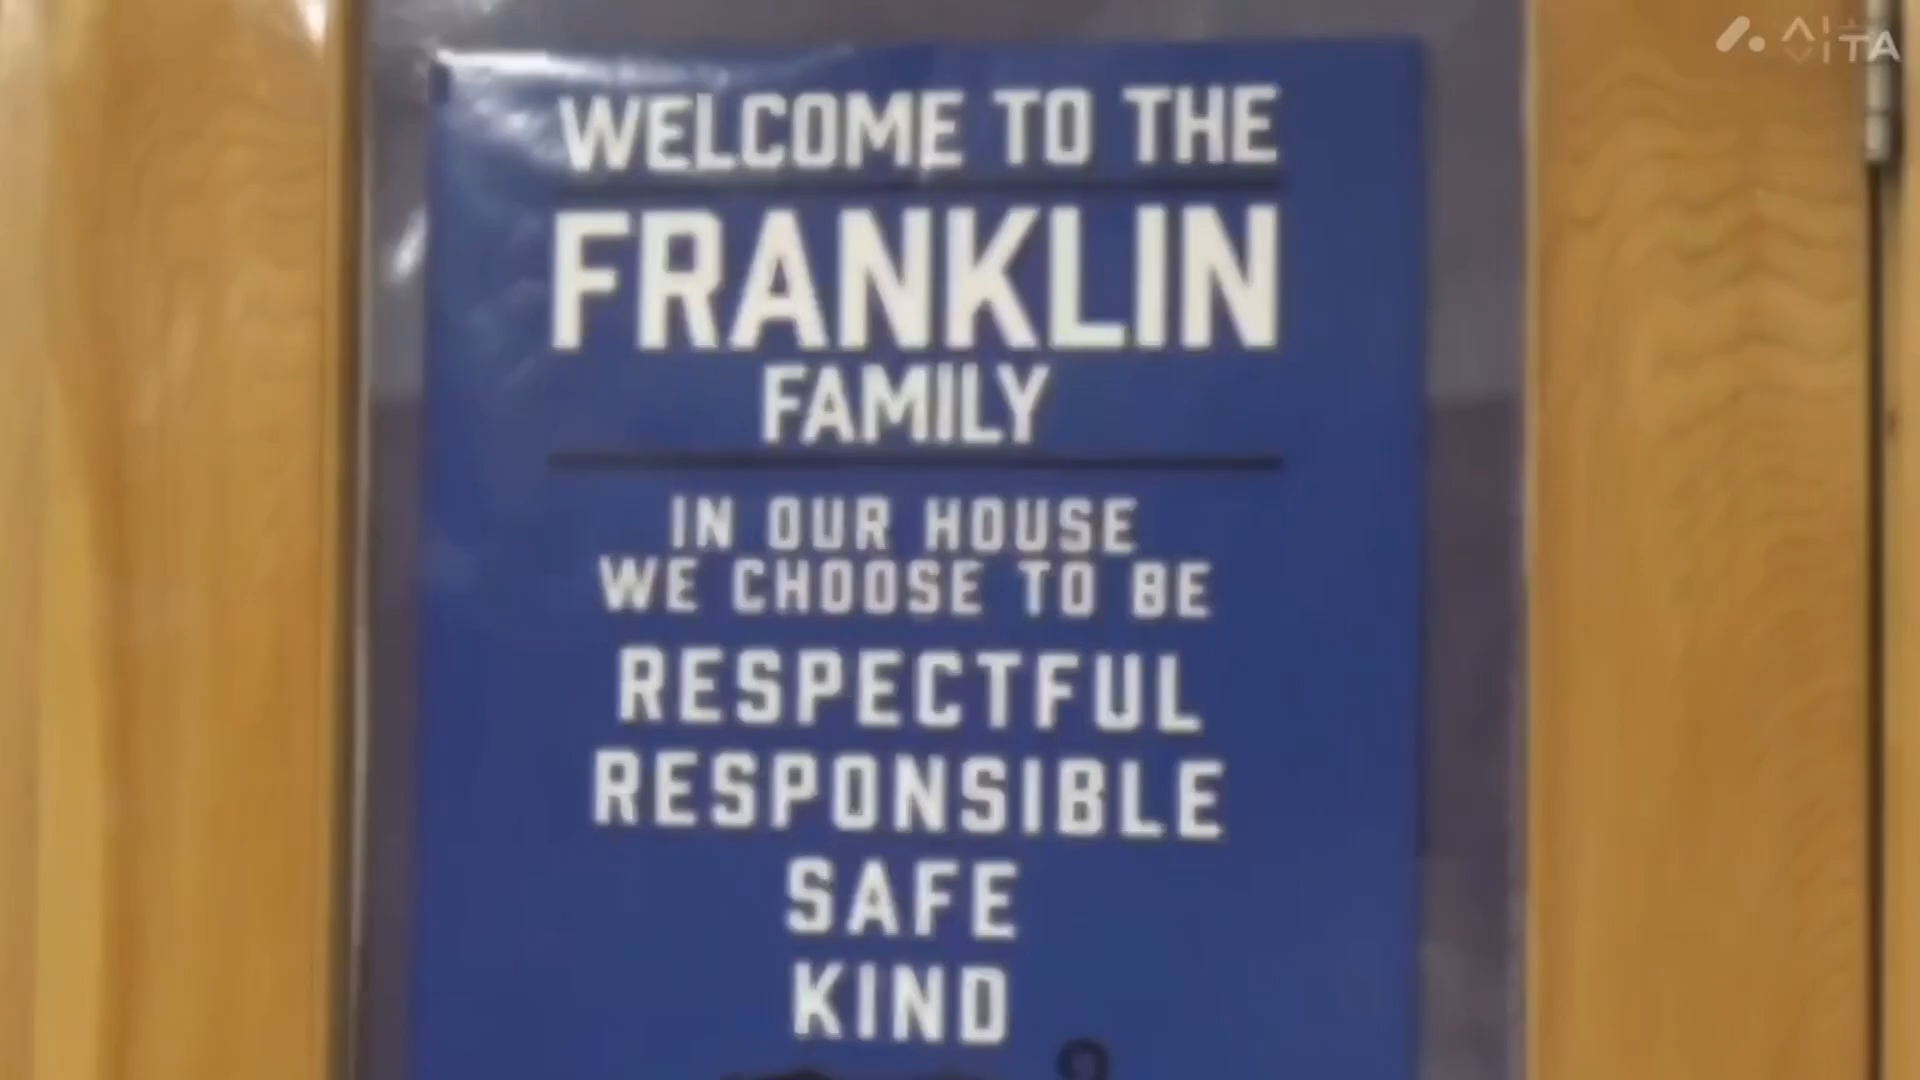 WELCOME TO THE
FRANKLIN
FAMILY
IN OUR HOUSE
WE CHOOSE TO BE
RESPECTFUL
RESPONSIBLE
SAFE
KIND